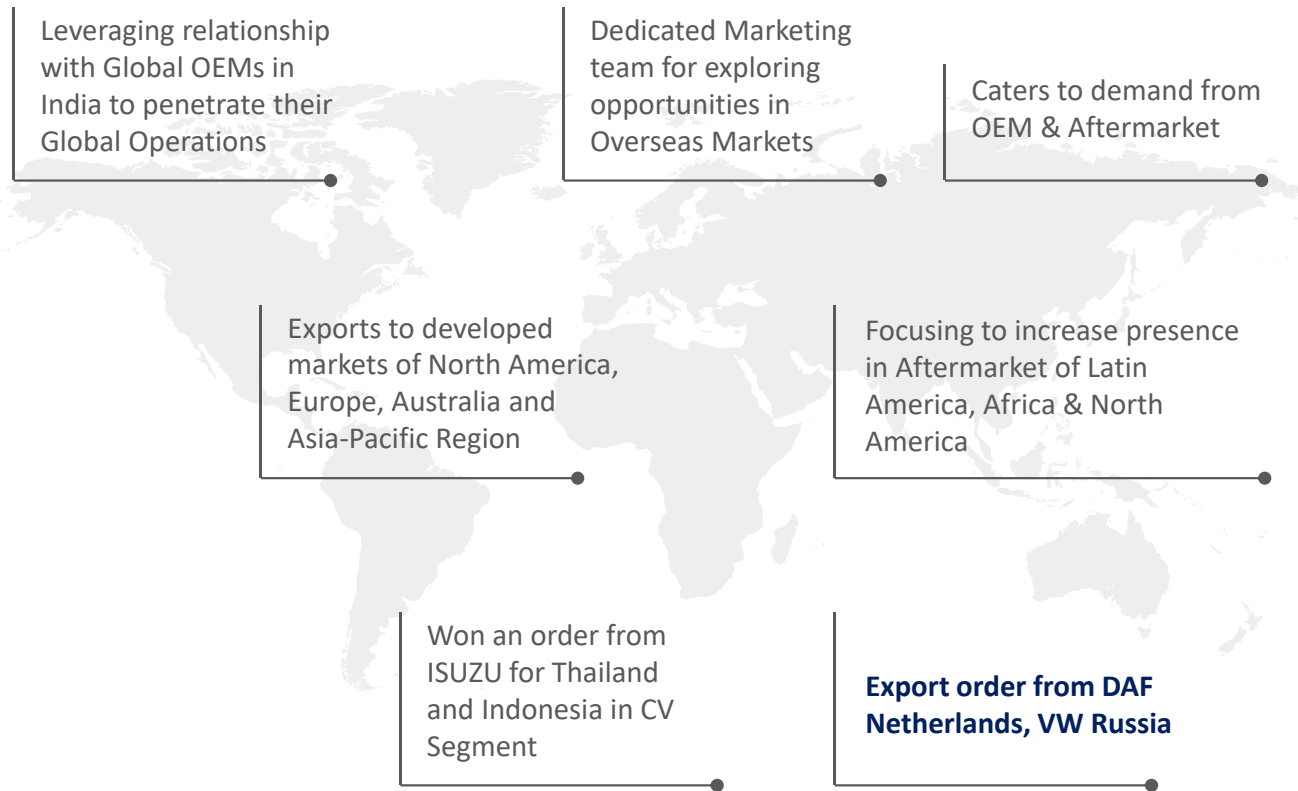 Leveraging relationship
with Global OEMs in
India to penetrate their
Global Operations
Dedicated Marketing
team for exploring
opportunities in
Overseas Markets
Caters to demand from
OEM & Aftermarket
Exports to developed
markets of North America,
Europe, Australia and
Asia-Pacific Region
Focusing to increase presence
in Aftermarket of Latin
America, Africa & North
America
Won an order from
ISUZU for Thailand
and Indonesia in CV
Segment
Export order from DAF
Netherlands, VW Russia